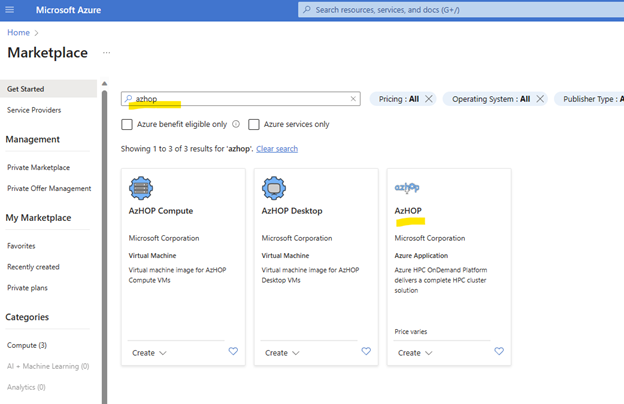 Microsoft Azure
Search resources, services, and docs (G+/)
Home >
Marketplace ...
Get Started
Service Providers
Management
Private Marketplace
Private Offer Management
My Marketplace
Favorites
Recently created
Private plans
Categories
Compute (3)
AI + Machine Learning (0)
Analytics (0)
azhop
Pricing : All
Operating System : All
Publisher Type : A
Azure benefit eligible only
Azure services only
Showing 1 to 3 of 3 results for 'azhop'. Clear search
AzHOP Compute
Microsoft Corporation
Virtual Machine
Virtual machine image for AzHOP
Compute VMs
Create
AzHOP Desktop
Microsoft Corporation
Virtual Machine
Virtual machine image for AzHOP
Desktop VMs
Create
azhop
AzHOP
Microsoft Corporation
Azure Application
Azure HPC OnDemand Platform
delivers a complete HPC cluster
solution
Price varies
Create